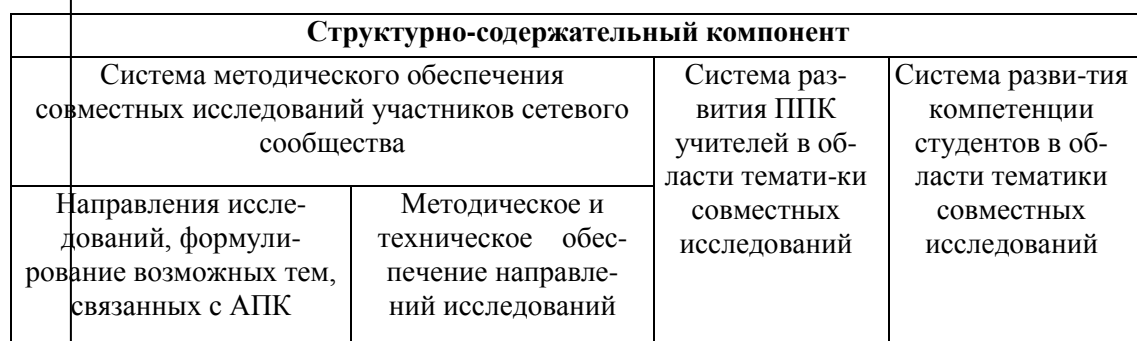 Структурно-содержательный компонент
Система методического обеспечения
совместных исследований участников сетевого
сообщества
Система раз-
вития ППК
учителей в об-
ласти темати-ки
совместных
исследований
Система разви-тия
компетенции
студентов в об-
ласти тематики
совместных
исследований
Направления иссле-
дований, формули-
рование возможных тем,
связанных с АПК
Методическое и
техническое обес-
печение направле-
ний исследований